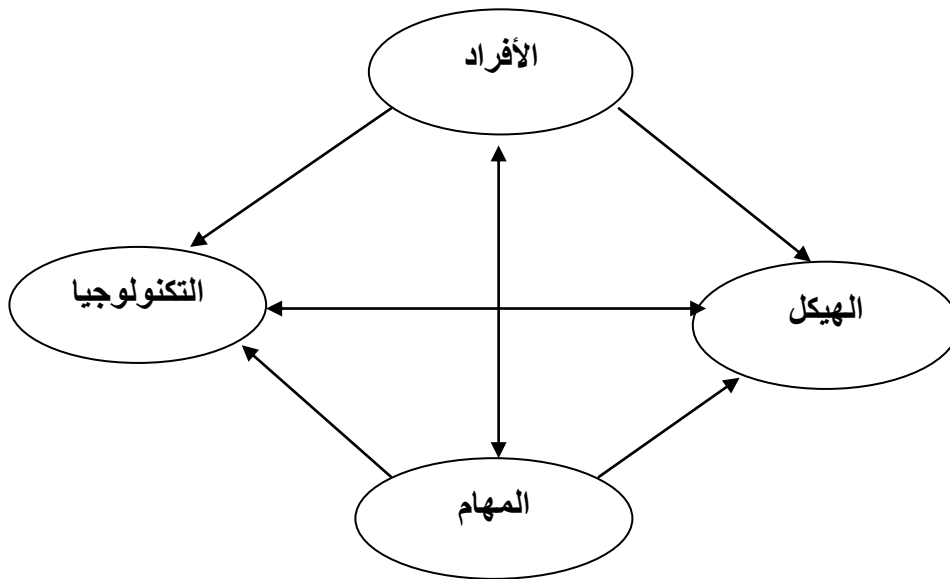 الأفراد
الهيكل
التكنولوجيا
المهام